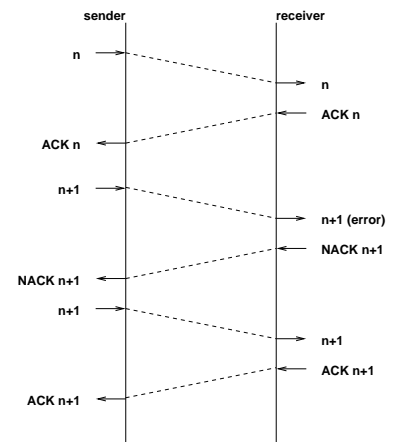 sender receiver
n
n
ACK n
ACK n
n+1
n+1 (error)
NACK n+1
NACK n+1
n+1
n+1
ACK n+1
ACK n+1